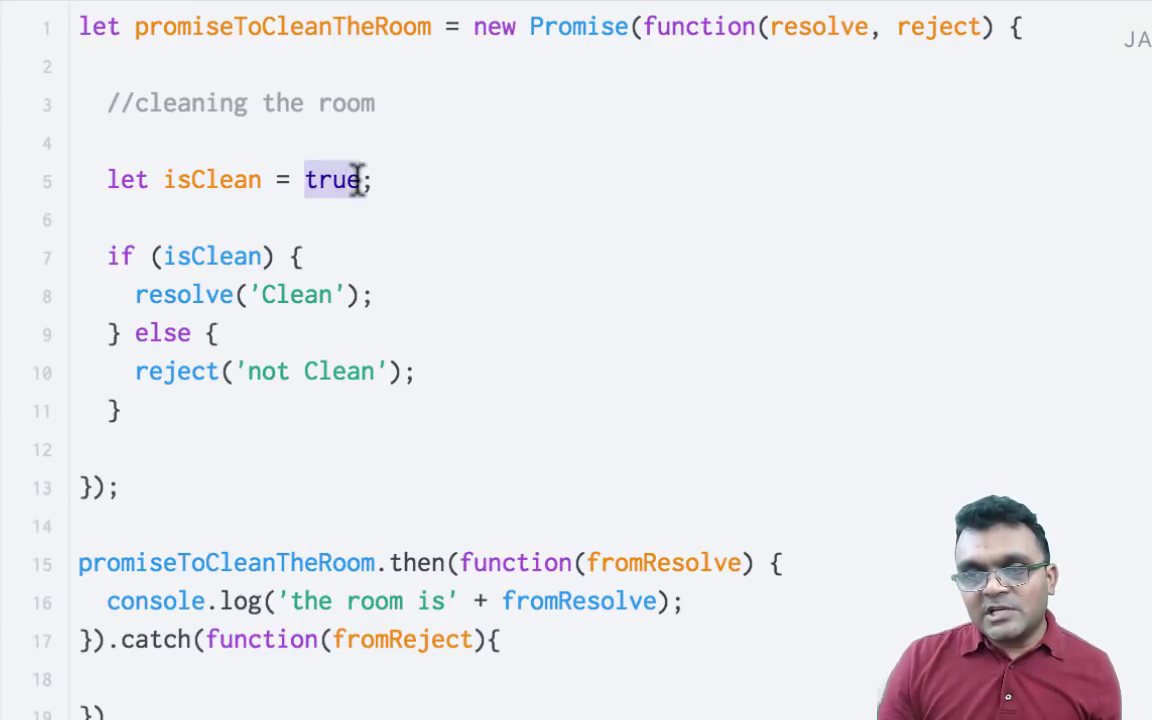 1 let promiseToCleanTheRoom = new Promise(function(resolve, reject) {
JA
2
3 //cleaning the room
4
5 let isClean = true;
6
7 if (isClean) {
8 resolve('Clean');
9 } else {
10 reject('not Clean');
11 }
12
13 });
14
15 promiseToCleanTheRoom.then(function(fromResolve) {
16 console.log('the room is' + fromResolve);
17 }).catch(function(fromReject){
18
19 })